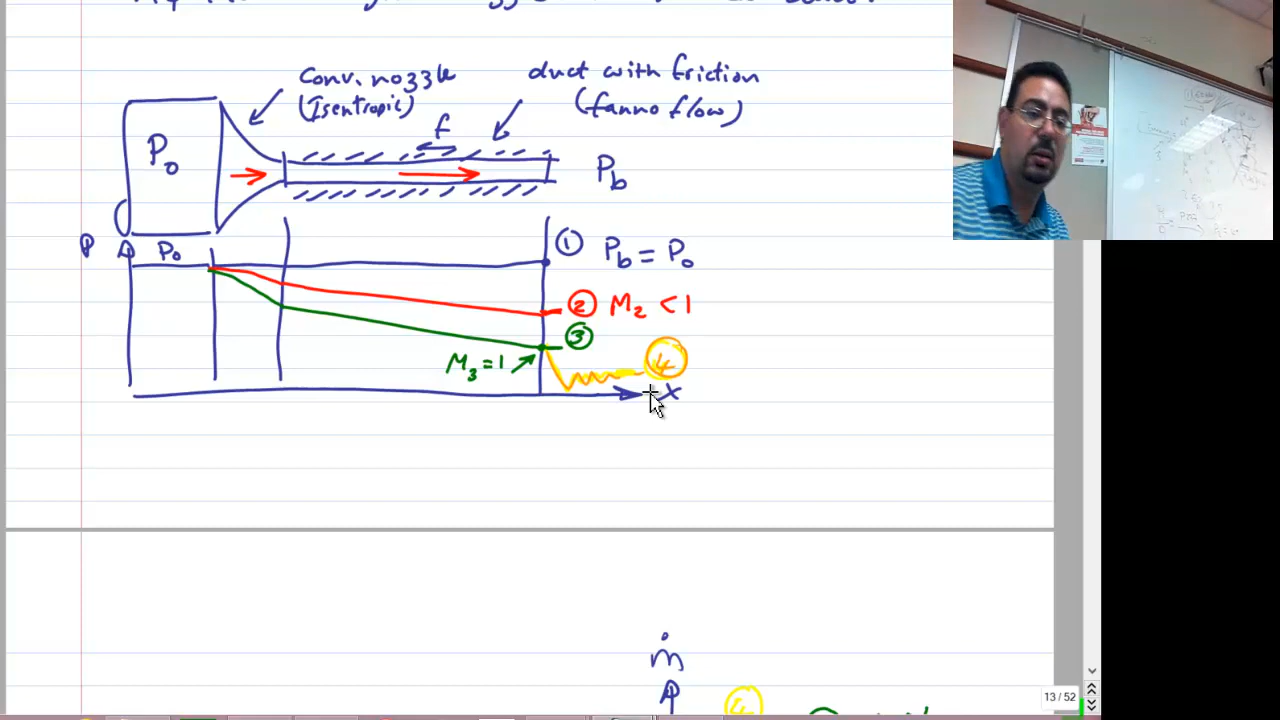 Conv. nozzle
(Isentropic)
duct with friction
(fanno flow)
f
P0
Pb
P
P0
① Pb = P0
② M2 < 1
③
M3 = 1
④
x
13 / 52
ṁ
4